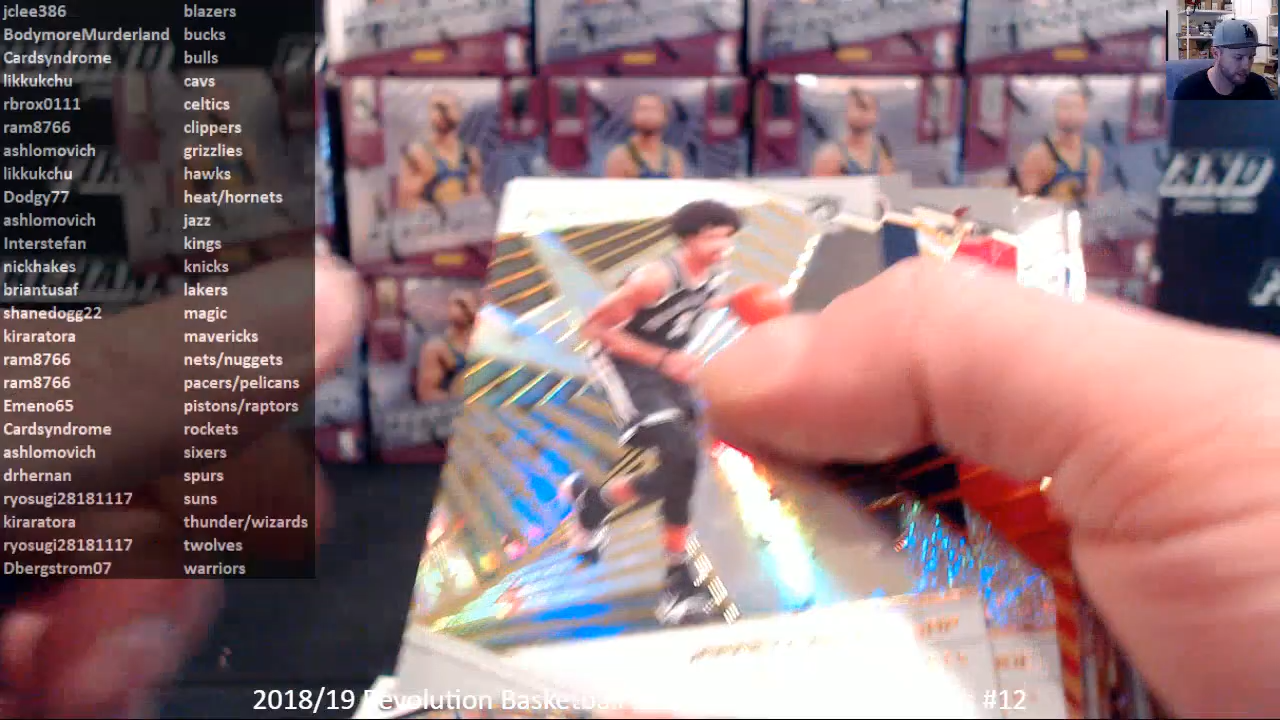 jclee386 blazers
BodymoreMurderland bucks
Cardsyndrome bulls
likkukchu cavs
rbrox0111 celtics
ram8766 clippers
ashlomovich grizzlies
likkukchu hawks
Dodgy77 heat/hornets
ashlomovich jazz
Interstefan kings
nickhakes knicks
briantusaf lakers
shanedogg22 magic
kiraratora mavericks
ram8766 nets/nuggets
ram8766 pacers/pelicans
Emeno65 pistons/raptors
Cardsyndrome rockets
ashlomovich sixers
drhernan spurs
ryosugi28181117 suns
kiraratora thunder/wizards
ryosugi28181117 twolves
Dbergstrom07 warriors
2018/19 Revolution Basketball #12